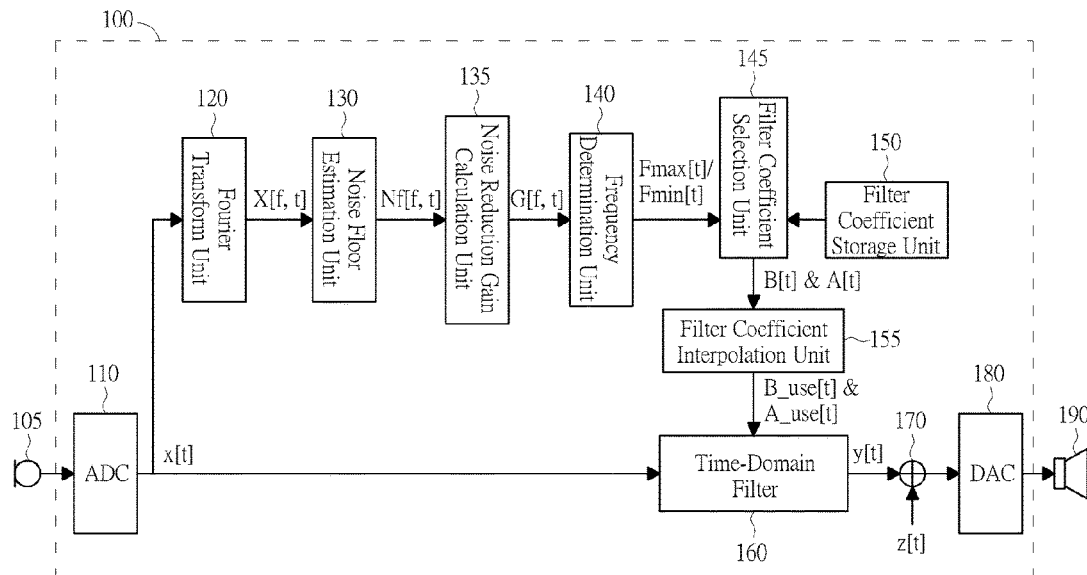 100
145
135
120
130
140
150
Fourier
Transform Unit
X[f, t]
Noise Floor
Estimation Unit
Nf[f, t]
Noise Reduction Gain
Calculation Unit
G[f, t]
Frequency
Determination Unit
Fmax[t]/
Fmin[t]
Filter Coefficient
Selection Unit
Filter
Coefficient
Storage Unit
B[t] & A[t]
Filter Coefficient
Interpolation Unit
155
B_use[t] &
A_use[t]
105
110
ADC
x[t]
Time-Domain
Filter
160
y[t]
170
z[t]
180
DAC
190